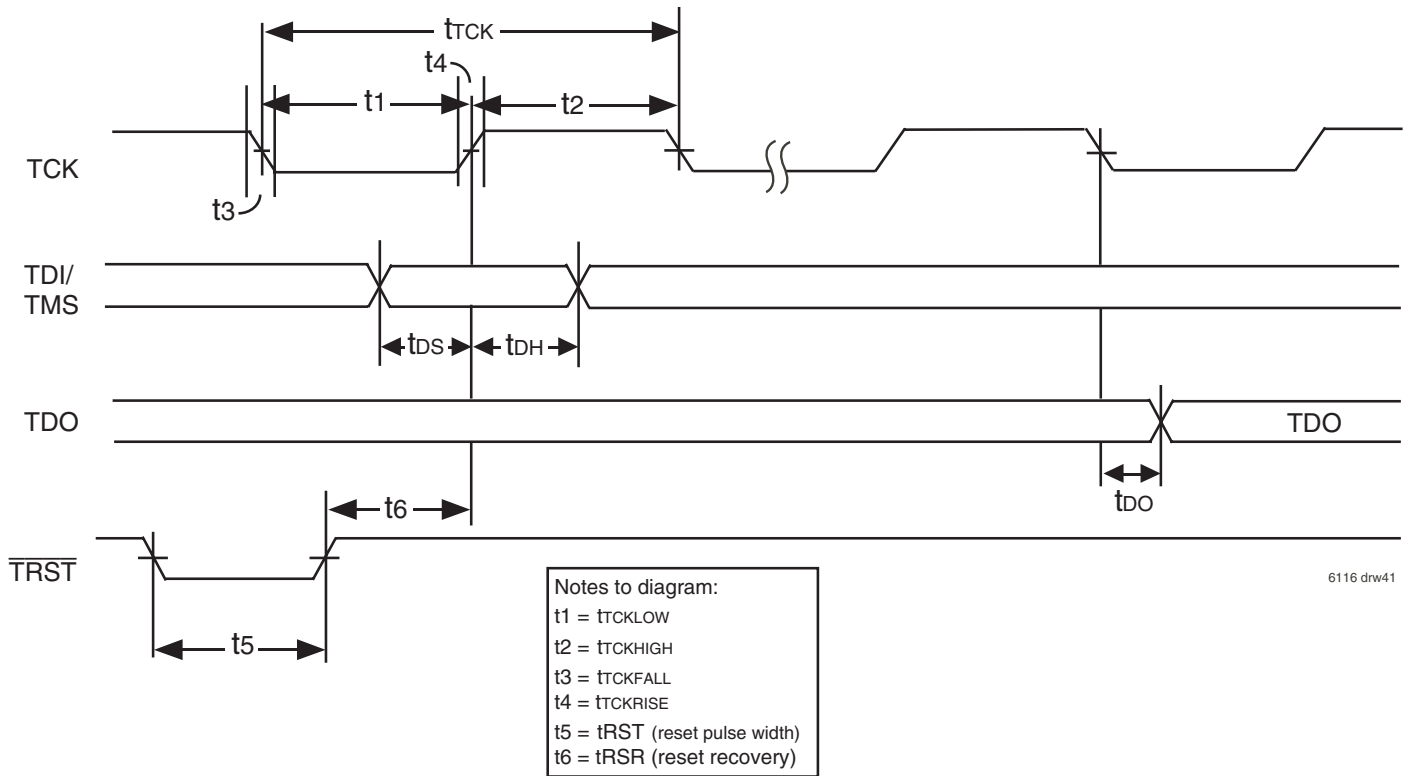 tTCK
t4
t1
t2
TCK
t3
TDI/
TMS
tDS
tDH
TDO
TDO
tDO
t6
TRST
6116 drw41
t5
Notes to diagram:
t1 = tTCKLOW
t2 = tTCKHIGH
t3 = tTCKFALL
t4 = tTCKRISE
t5 = tRST (reset pulse width)
t6 = tRSR (reset recovery)